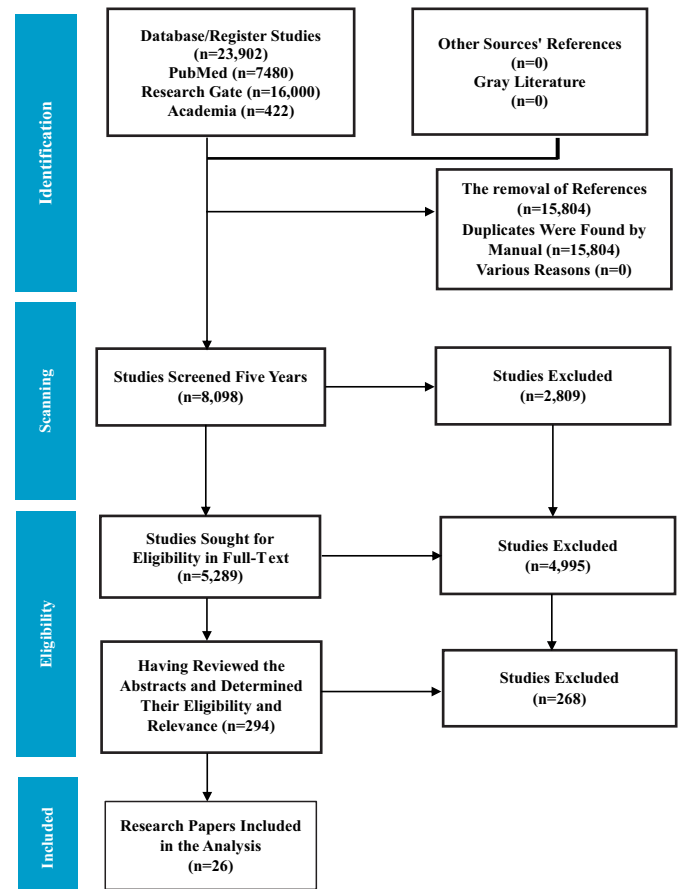 Identification
Database/Register Studies
(n=23,902)
PubMed (n=7480)
Research Gate (n=16,000)
Academia (n=422)
Other Sources' References
(n=0)
Gray Literature
(n=0)
The removal of References
(n=15,804)
Duplicates Were Found by
Manual (n=15,804)
Various Reasons (n=0)
Scanning
Studies Screened Five Years
(n=8,098)
Studies Excluded
(n=2,809)
Eligibility
Studies Sought for
Eligibility in Full-Text
(n=5,289)
Studies Excluded
(n=4,995)
Having Reviewed the
Abstracts and Determined
Their Eligibility and
Relevance (n=294)
Studies Excluded
(n=268)
Included
Research Papers Included
in the Analysis
(n=26)